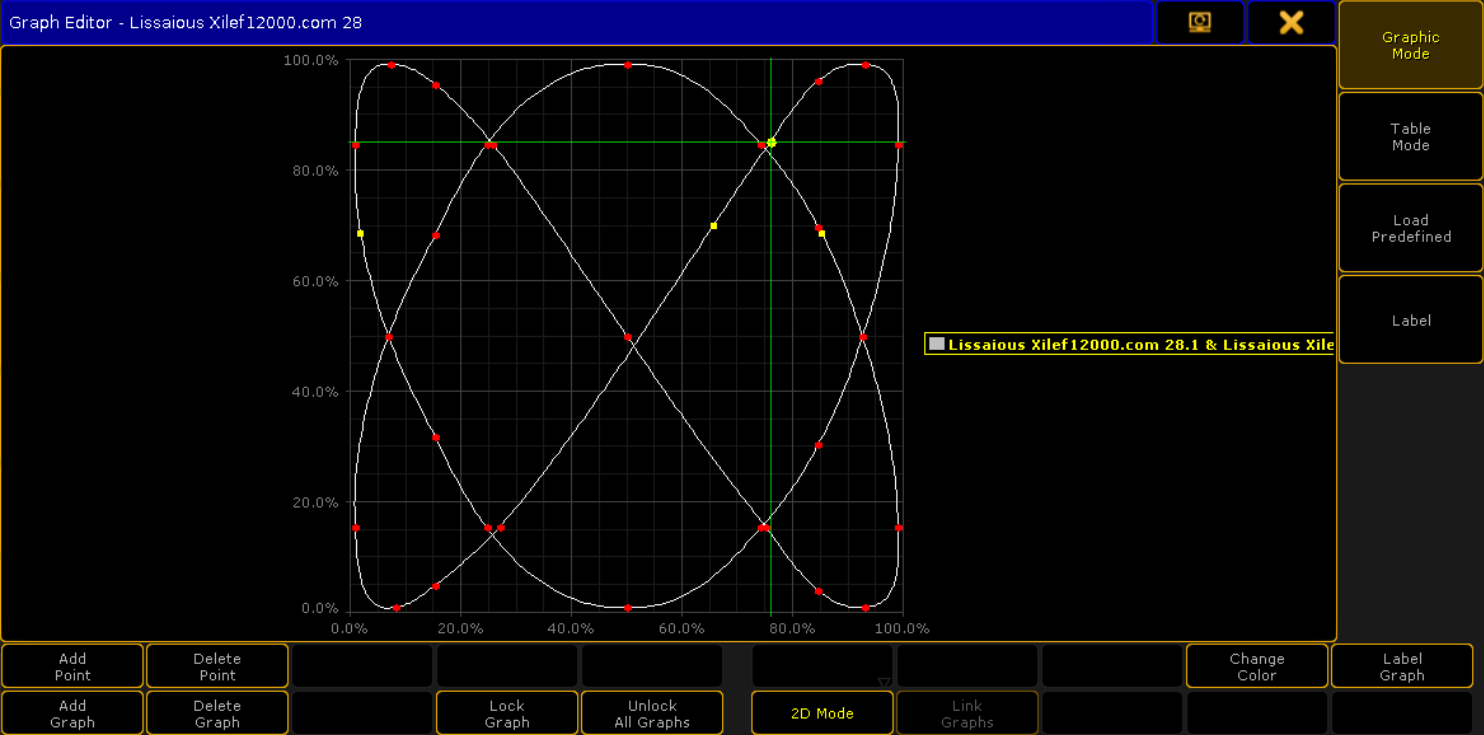 Graph Editor - Lissaious Xilef12000.com 28
Graphic
Mode
Table
Mode
Load
Predefined
Label
100.0%
80.0%
60.0%
40.0%
20.0%
0.0%
0.0% 20.0% 40.0% 60.0% 80.0% 100.0%
Lissaious Xilef12000.com 28.1 & Lissaious Xile
Add
Point
Delete
Point
Change
Color
Label
Graph
Add
Graph
Delete
Graph
Lock
Graph
Unlock
All Graphs
2D Mode
Link
Graphs